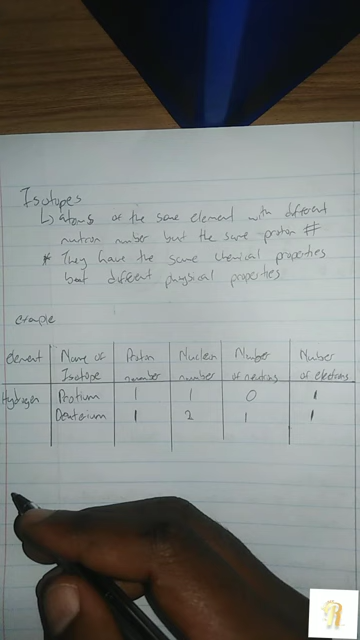 Isotopes
↳ atoms of the same element with different
nutron number but the same proton #
* They have the same chemical properties
but different physical properties
example
element | Name of Isotope | Proton number | Nucleon number | Number of neutrons | Number of electrons
Hydrogen | Protium | 1 | 1 | 0 | 1
Deuterium | 1 | 2 | 1 | 1